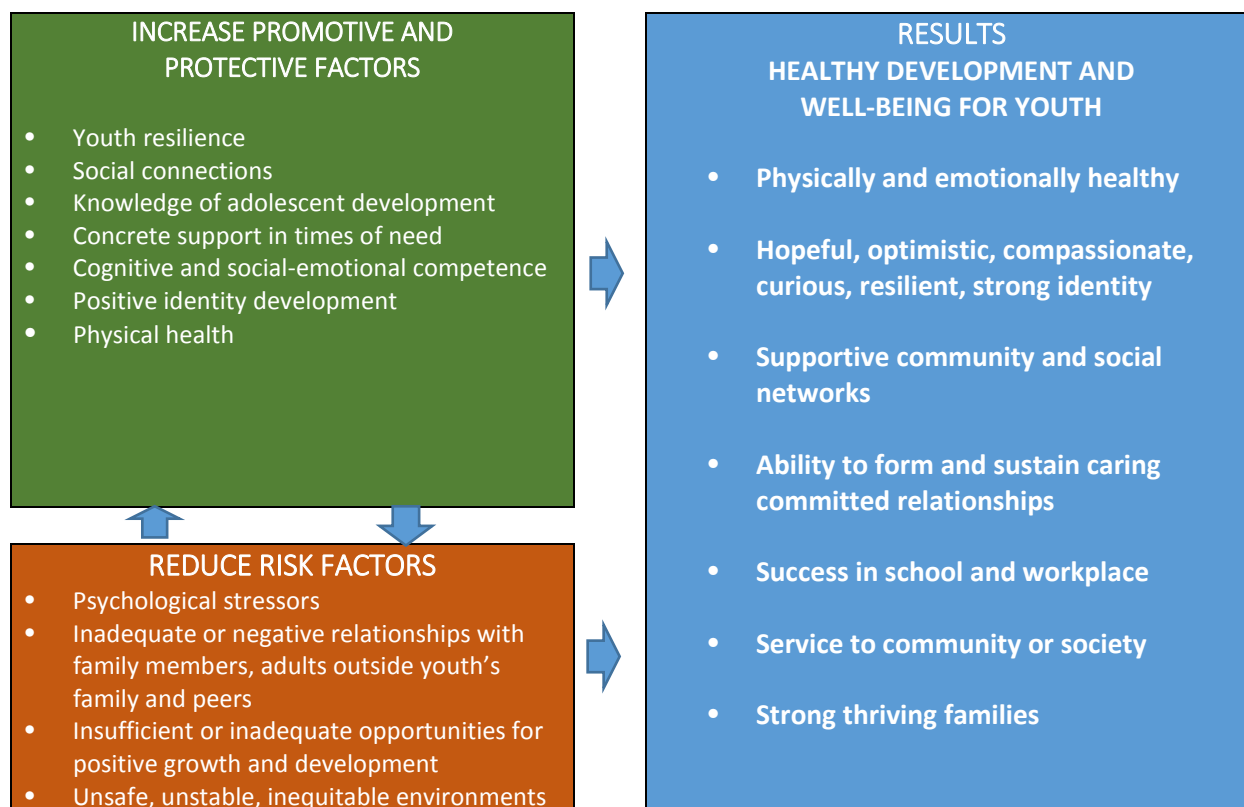 INCREASE PROMOTIVE AND
PROTECTIVE FACTORS
• Youth resilience
• Social connections
• Knowledge of adolescent development
• Concrete support in times of need
• Cognitive and social-emotional competence
• Positive identity development
• Physical health
REDUCE RISK FACTORS
• Psychological stressors
• Inadequate or negative relationships with
family members, adults outside youth's
family and peers
• Insufficient or inadequate opportunities for
positive growth and development
• Unsafe, unstable, inequitable environments
RESULTS
HEALTHY DEVELOPMENT AND
WELL-BEING FOR YOUTH
• Physically and emotionally healthy
• Hopeful, optimistic, compassionate,
curious, resilient, strong identity
• Supportive community and social
networks
• Ability to form and sustain caring
committed relationships
• Success in school and workplace
• Service to community or society
• Strong thriving families